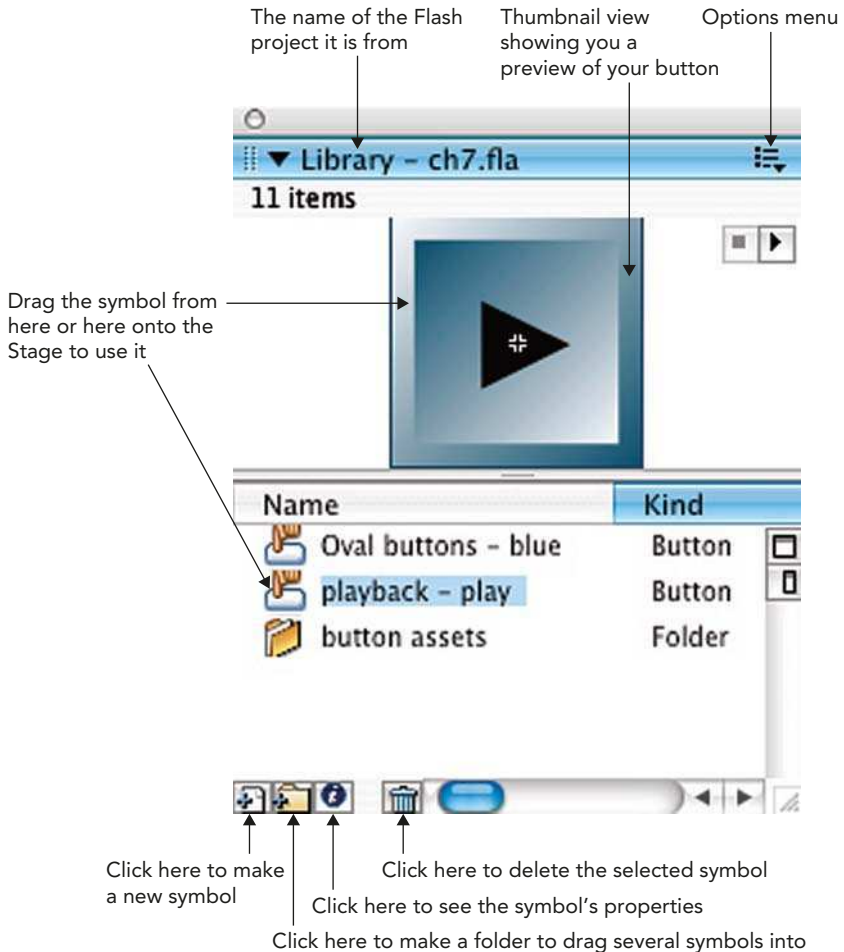 The name of the Flash
project it is from
Thumbnail view
showing you a
preview of your button
Options menu
Library – ch7.fla
11 items
Drag the symbol from
here or here onto the
Stage to use it
Name Kind
Oval buttons – blue Button
playback – play Button
button assets Folder
Click here to make
a new symbol
Click here to delete the selected symbol
Click here to see the symbol's properties
Click here to make a folder to drag several symbols into